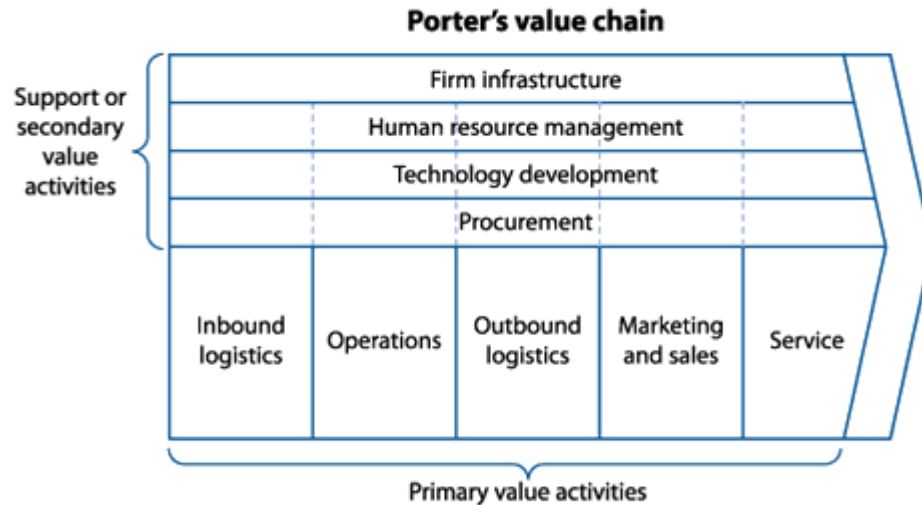 Porter's value chain
Support or
secondary
value
activities
Firm infrastructure
Human resource management
Technology development
Procurement
Inbound
logistics
Operations
Outbound
logistics
Marketing
and sales
Service
Primary value activities